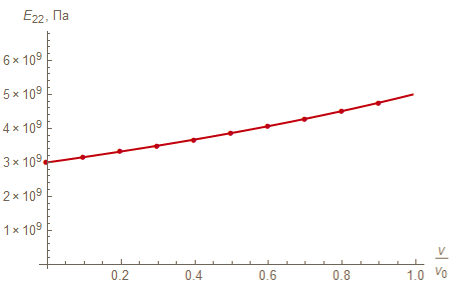 E₂₂, Па
6 × 10⁹
5 × 10⁹
4 × 10⁹
3 × 10⁹
2 × 10⁹
1 × 10⁹
0.2 0.4 0.6 0.8 1.0
v
v₀